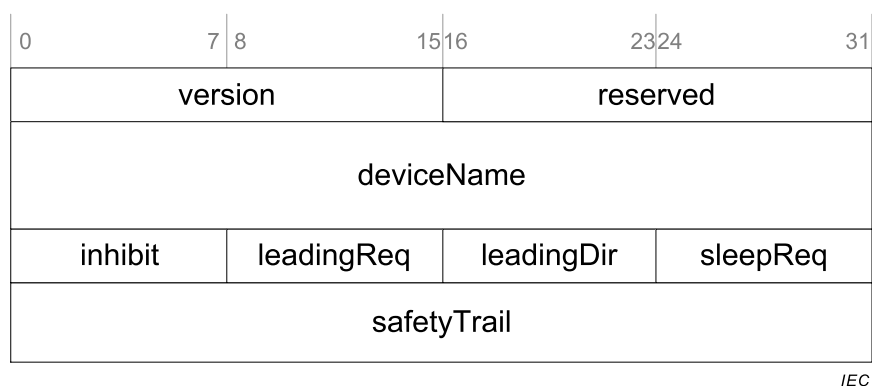 0 7 8 15 16 23 24 31
version reserved
deviceName
inhibit leadingReq leadingDir sleepReq
safetyTrail
IEC